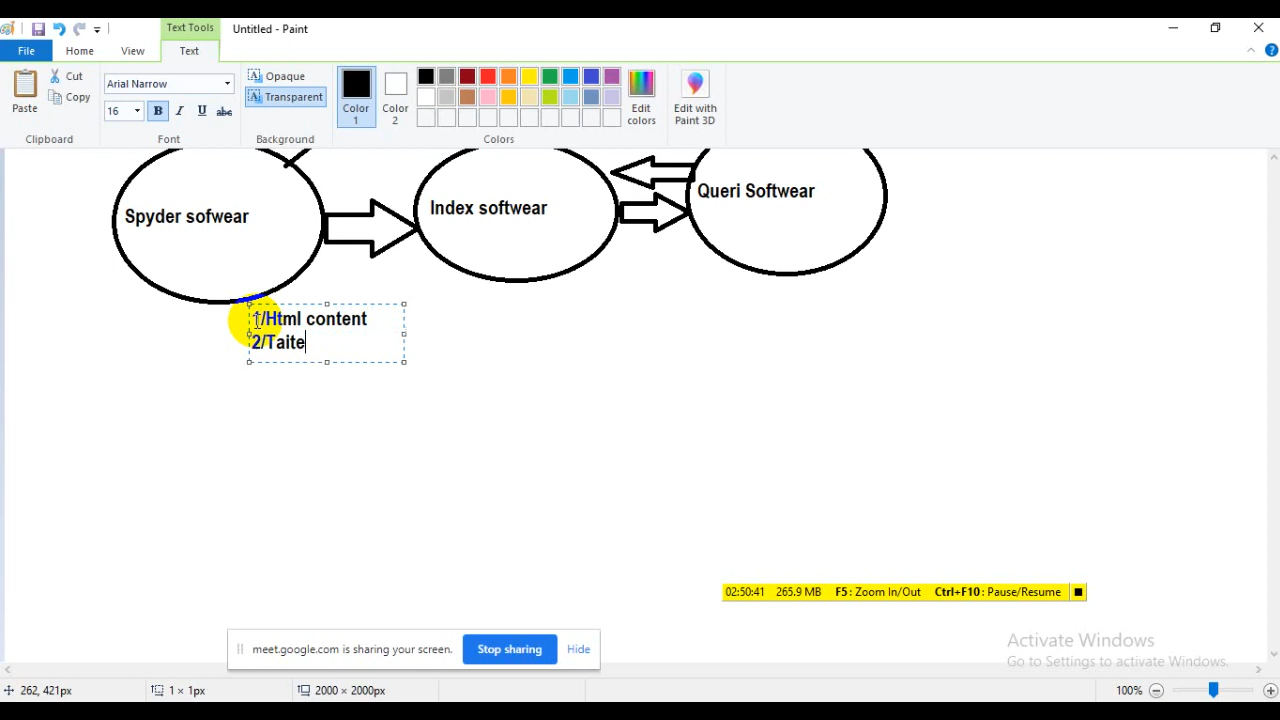 Text Tools
Untitled - Paint
File
Home
View
Text
?
Paste
Cut
Copy
Clipboard
Arial Narrow
16
B
I
U
abc
Font
A Opaque
A Transparent
Background
Color 1
Color 2
Edit colors
Colors
Edit with Paint 3D
Spyder sofwear
Index softwear
Queri Softwear
1/Html content
2/Taite
02:50:41 265.9 MB F5: Zoom In/Out Ctrl+F10: Pause/Resume
meet.google.com is sharing your screen. Stop sharing Hide
Activate Windows
Go to Settings to activate Windows.
262, 421px
1 × 1px
2000 × 2000px
100%